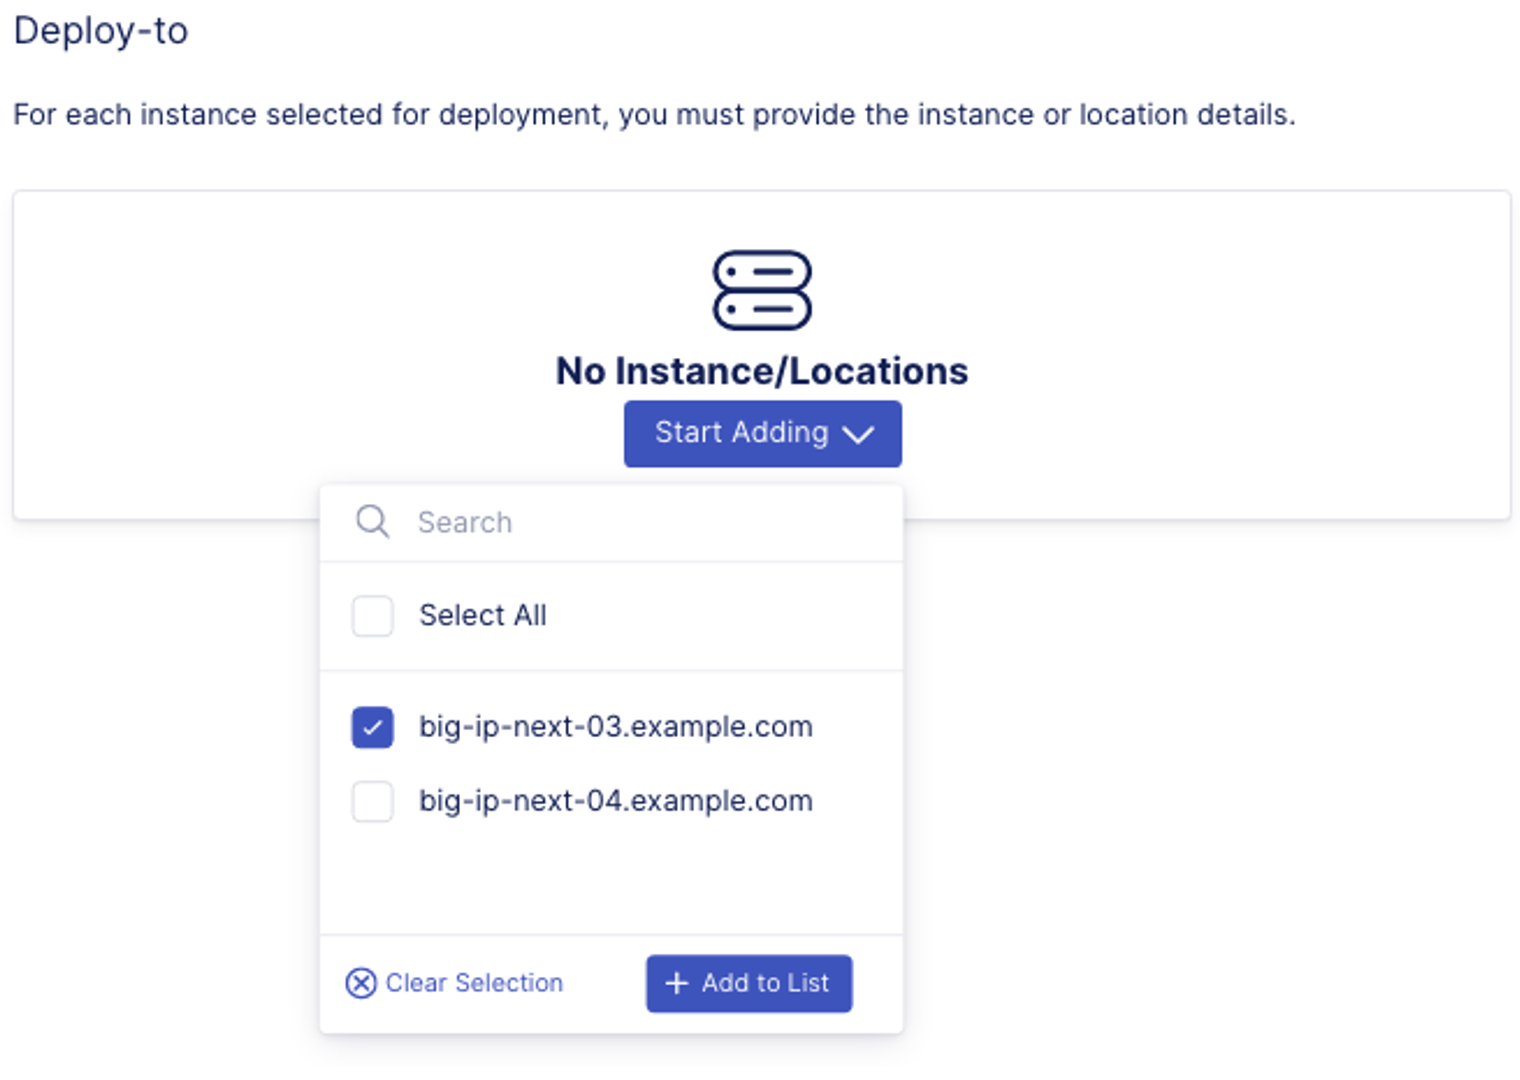 Deploy-to
For each instance selected for deployment, you must provide the instance or location details.
No Instance/Locations
Start Adding
Search
Select All
big-ip-next-03.example.com
big-ip-next-04.example.com
Clear Selection
+ Add to List